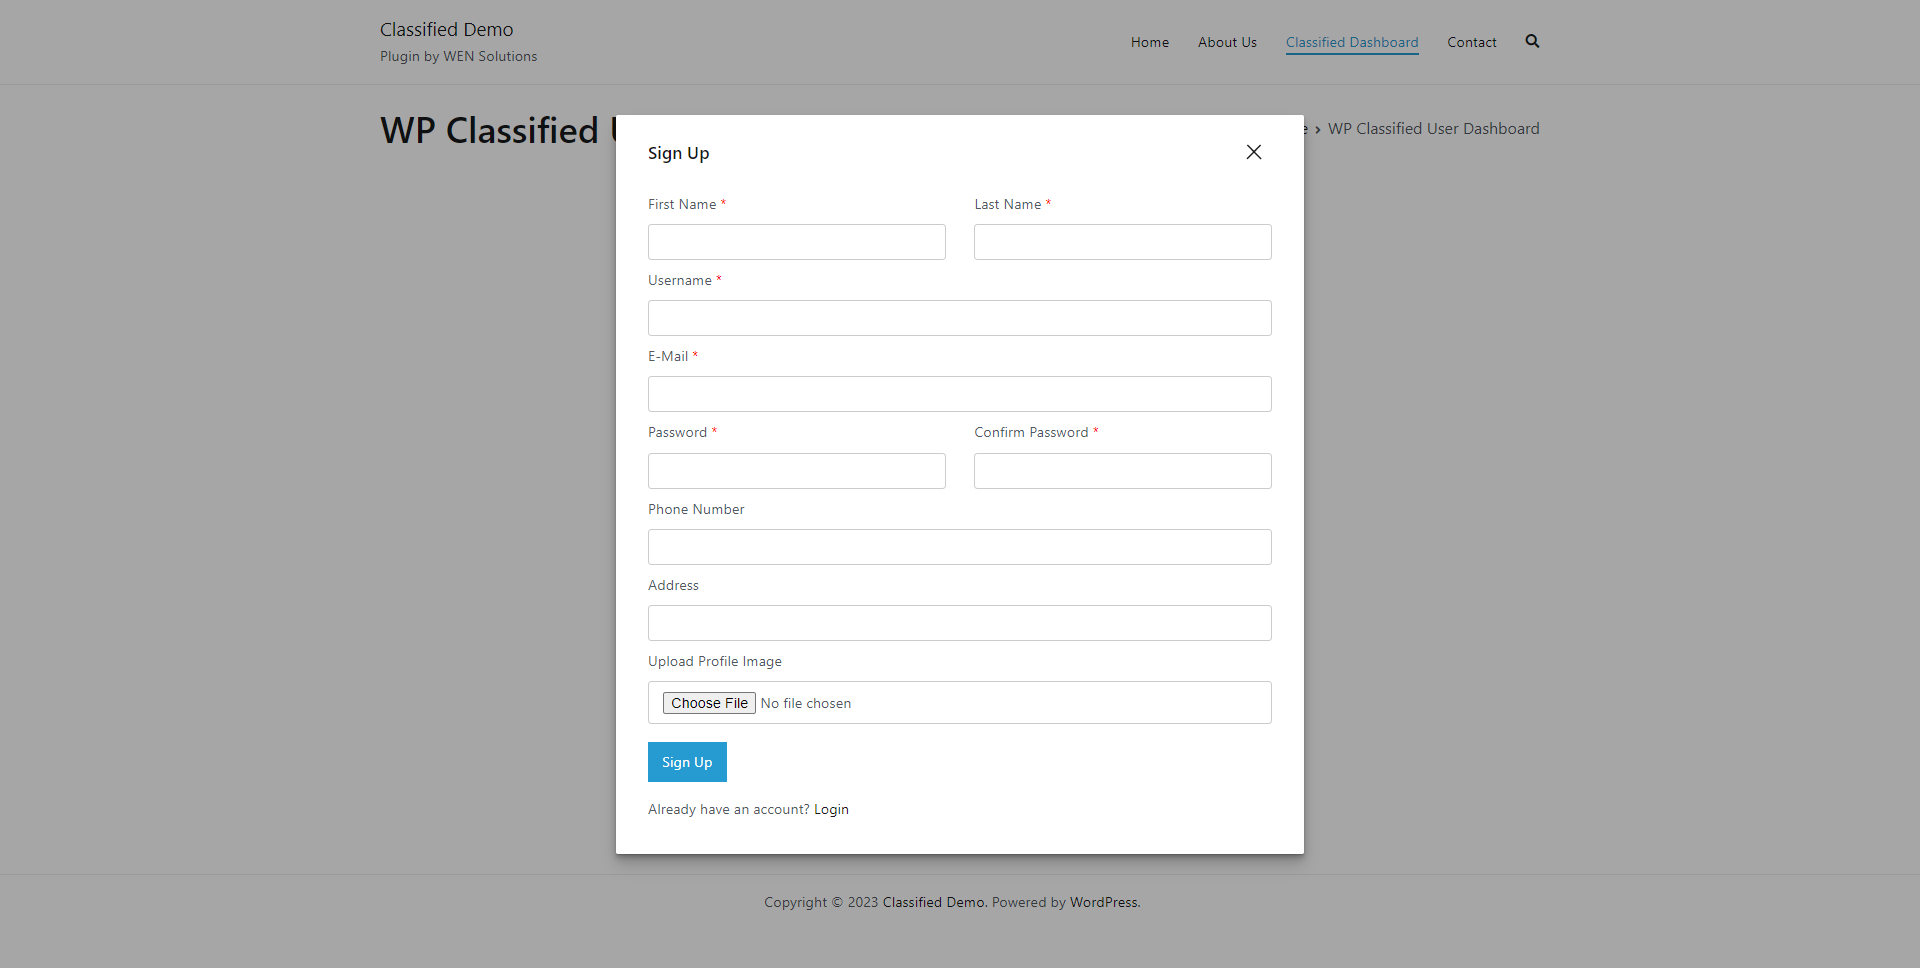 Classified Demo
Plugin by WEN Solutions
Home
About Us
Classified Dashboard
Contact
WP Classified
› WP Classified User Dashboard
Sign Up
First Name *
Last Name *
Username *
E-Mail *
Password *
Confirm Password *
Phone Number
Address
Upload Profile Image
Choose File No file chosen
Sign Up
Already have an account? Login
Copyright © 2023 Classified Demo. Powered by WordPress.